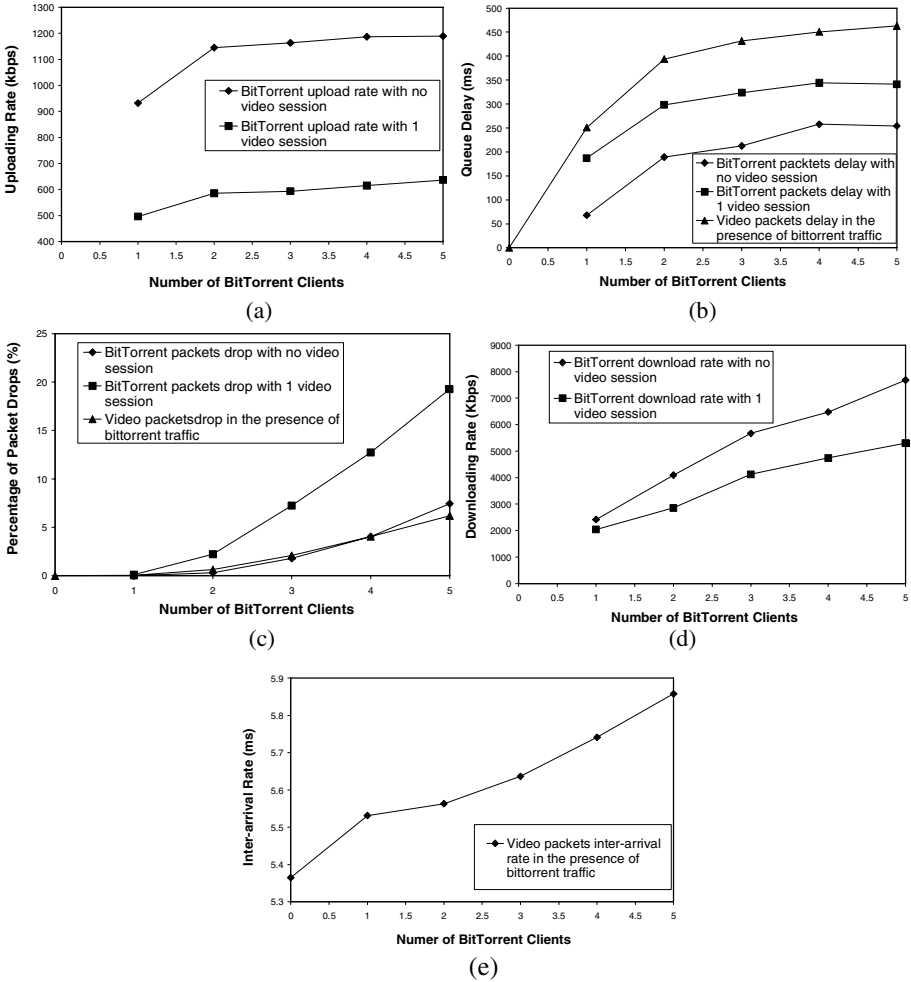 1300
1200
1100
1000
900
800
700
600
500
400
Uploading Rate (kbps)
BitTorrent upload rate with no
video session
BitTorrent upload rate with 1
video session
0 0.5 1 1.5 2 2.5 3 3.5 4 4.5 5
Number of BitTorrent Clients
(a)
500
450
400
350
300
250
200
150
100
50
0
Queue Delay (ms)
BitTorrent packtets delay with
no video session
BitTorrent packets delay with
1 video session
Video packets delay in the
presence of bittorrent traffic
0 0.5 1 1.5 2 2.5 3 3.5 4 4.5 5
Number of BitTorrent Clients
(b)
25
20
15
10
5
0
Percentage of Packet Drops (%)
BitTorrent packets drop with no video
session
BitTorrent packets drop with 1 video
session
Video packetsdrop in the presence of
bittorrent traffic
0 1 2 3 4 5
Number of BitTorrent Clients
(c)
9000
8000
7000
6000
5000
4000
3000
2000
1000
0
Downloading Rate (Kbps)
BitTorrent download rate with no
video session
BitTorrent download rate with 1
video session
0 0.5 1 1.5 2 2.5 3 3.5 4 4.5 5
Number of BitTorrent Clients
(d)
5.9
5.8
5.7
5.6
5.5
5.4
5.3
Inter-arrival Rate (ms)
Video packets inter-arrival
rate in the presence of
bittorrent traffic
0 0.5 1 1.5 2 2.5 3 3.5 4 4.5 5
Numer of BitTorrent Clients
(e)